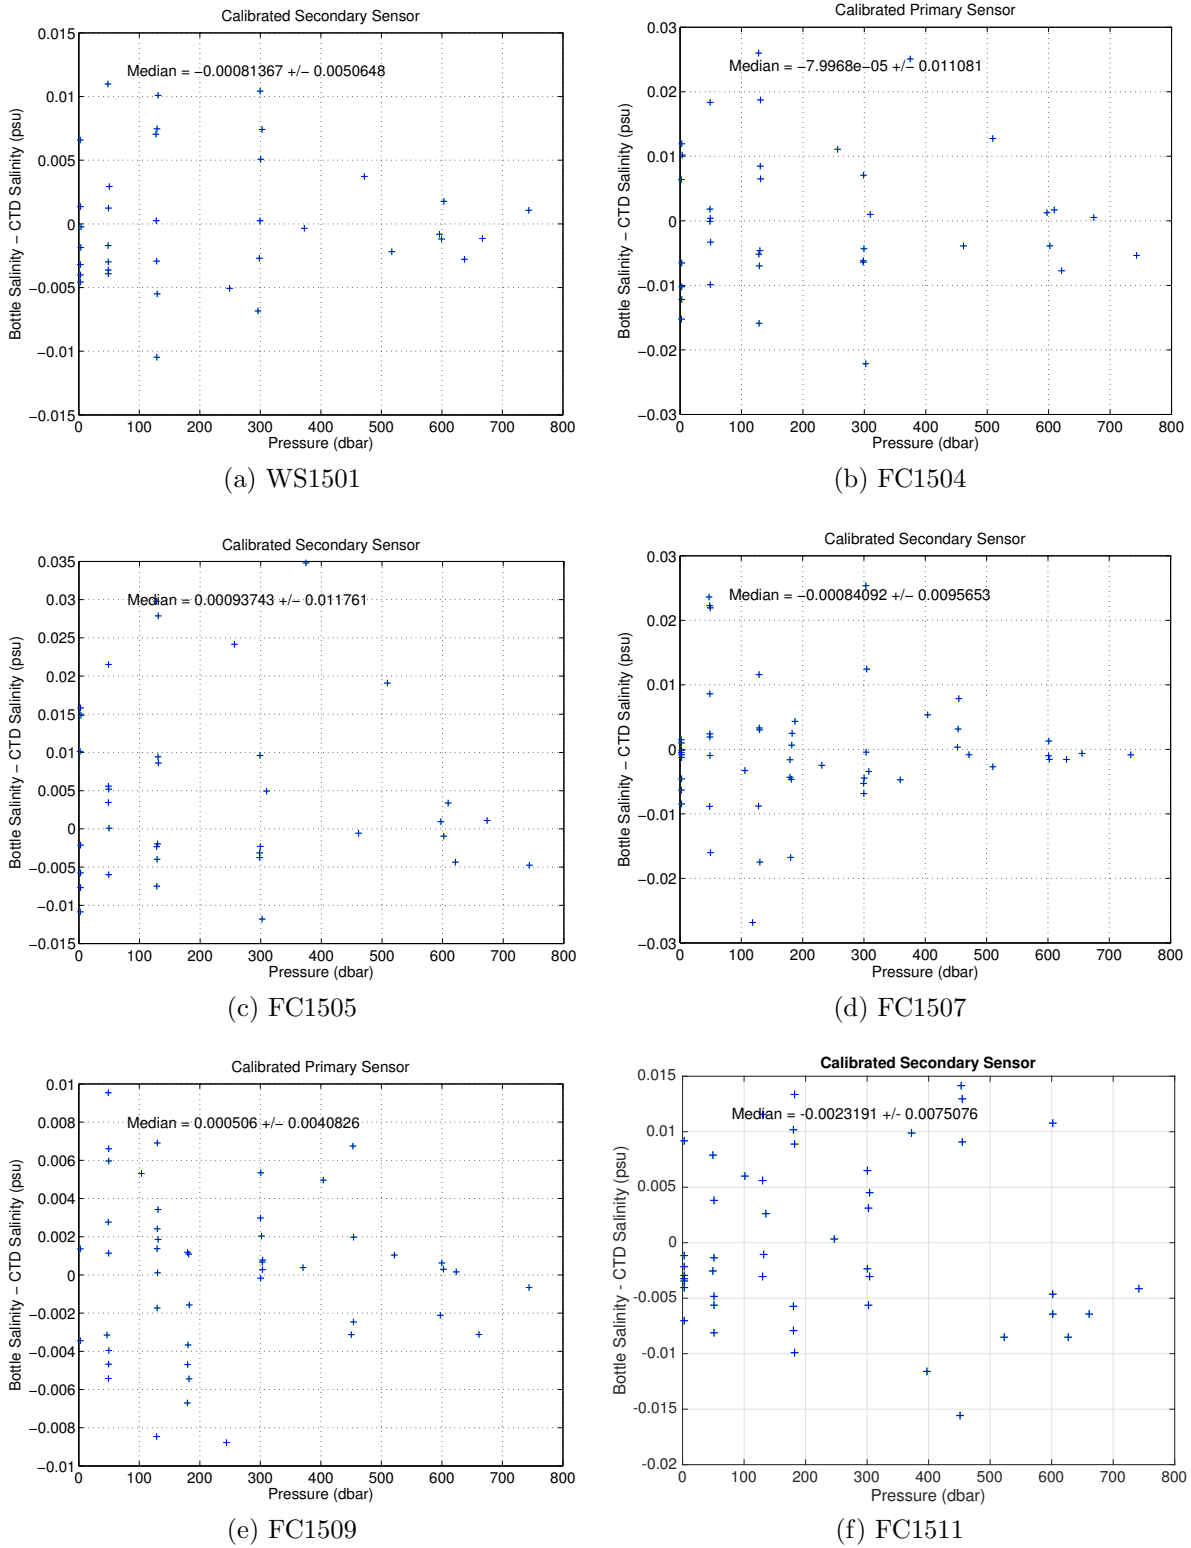 Calibrated Secondary Sensor
0.015
0.01
0.005
0
−0.005
−0.01
−0.015
Bottle Salinity − CTD Salinity (psu)
Median = −0.00081367 +/− 0.0050648
0 100 200 300 400 500 600 700 800
Pressure (dbar)
(a) WS1501
Calibrated Primary Sensor
0.03
0.02
0.01
0
−0.01
−0.02
−0.03
Bottle Salinity − CTD Salinity (psu)
Median = −7.9968e−05 +/− 0.011081
0 100 200 300 400 500 600 700 800
Pressure (dbar)
(b) FC1504
Calibrated Secondary Sensor
0.035
0.03
0.025
0.02
0.015
0.01
0.005
0
−0.005
−0.01
−0.015
Bottle Salinity − CTD Salinity (psu)
Median = 0.00093743 +/− 0.011761
0 100 200 300 400 500 600 700 800
Pressure (dbar)
(c) FC1505
Calibrated Secondary Sensor
0.03
0.02
0.01
0
−0.01
−0.02
−0.03
Bottle Salinity − CTD Salinity (psu)
Median = −0.00084092 +/− 0.0095653
0 100 200 300 400 500 600 700 800
Pressure (dbar)
(d) FC1507
Calibrated Primary Sensor
0.01
0.008
0.006
0.004
0.002
0
−0.002
−0.004
−0.006
−0.008
−0.01
Bottle Salinity − CTD Salinity (psu)
Median = 0.000506 +/− 0.0040826
0 100 200 300 400 500 600 700 800
Pressure (dbar)
(e) FC1509
Calibrated Secondary Sensor
0.015
0.01
0.005
0
-0.005
-0.01
-0.015
-0.02
Bottle Salinity - CTD Salinity (psu)
Median = -0.0023191 +/- 0.0075076
0 100 200 300 400 500 600 700 800
Pressure (dbar)
(f) FC1511